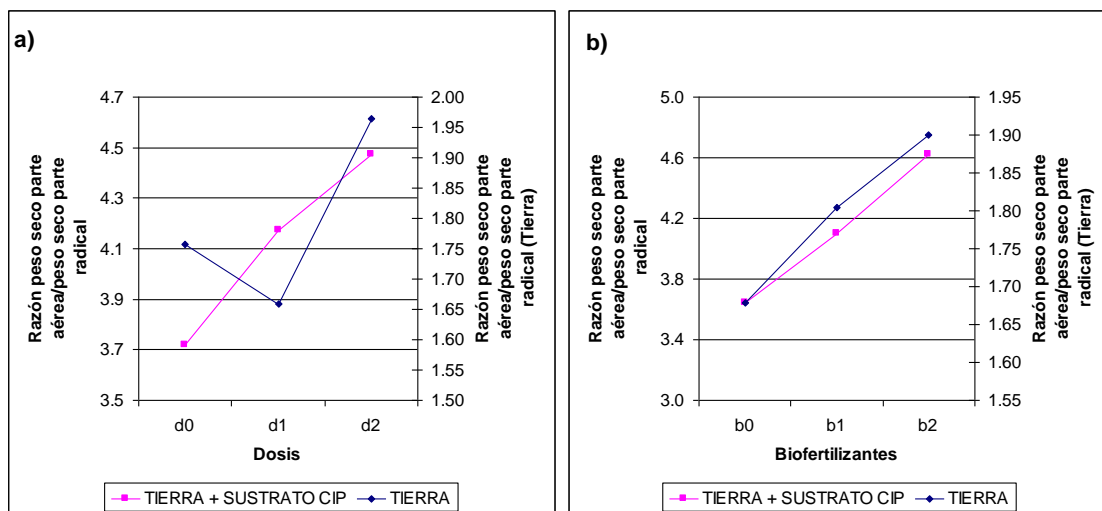 a)
Razón peso seco parte
aérea/peso seco parte
radical
4.7
4.5
4.3
4.1
3.9
3.7
3.5
2.00
1.95
1.90
1.85
1.80
1.75
1.70
1.65
1.60
1.55
1.50
Razón peso seco parte
aérea/peso seco parte
radical (Tierra)
d0 d1 d2
Dosis
TIERRA + SUSTRATO CIP TIERRA
b)
Razón peso seco parte
aérea/peso seco parte
radical
5.0
4.6
4.2
3.8
3.4
3.0
1.95
1.90
1.85
1.80
1.75
1.70
1.65
1.60
1.55
Razón peso seco parte
aérea/peso seco parte
radical (Tierra)
b0 b1 b2
Biofertilizantes
TIERRA + SUSTRATO CIP TIERRA